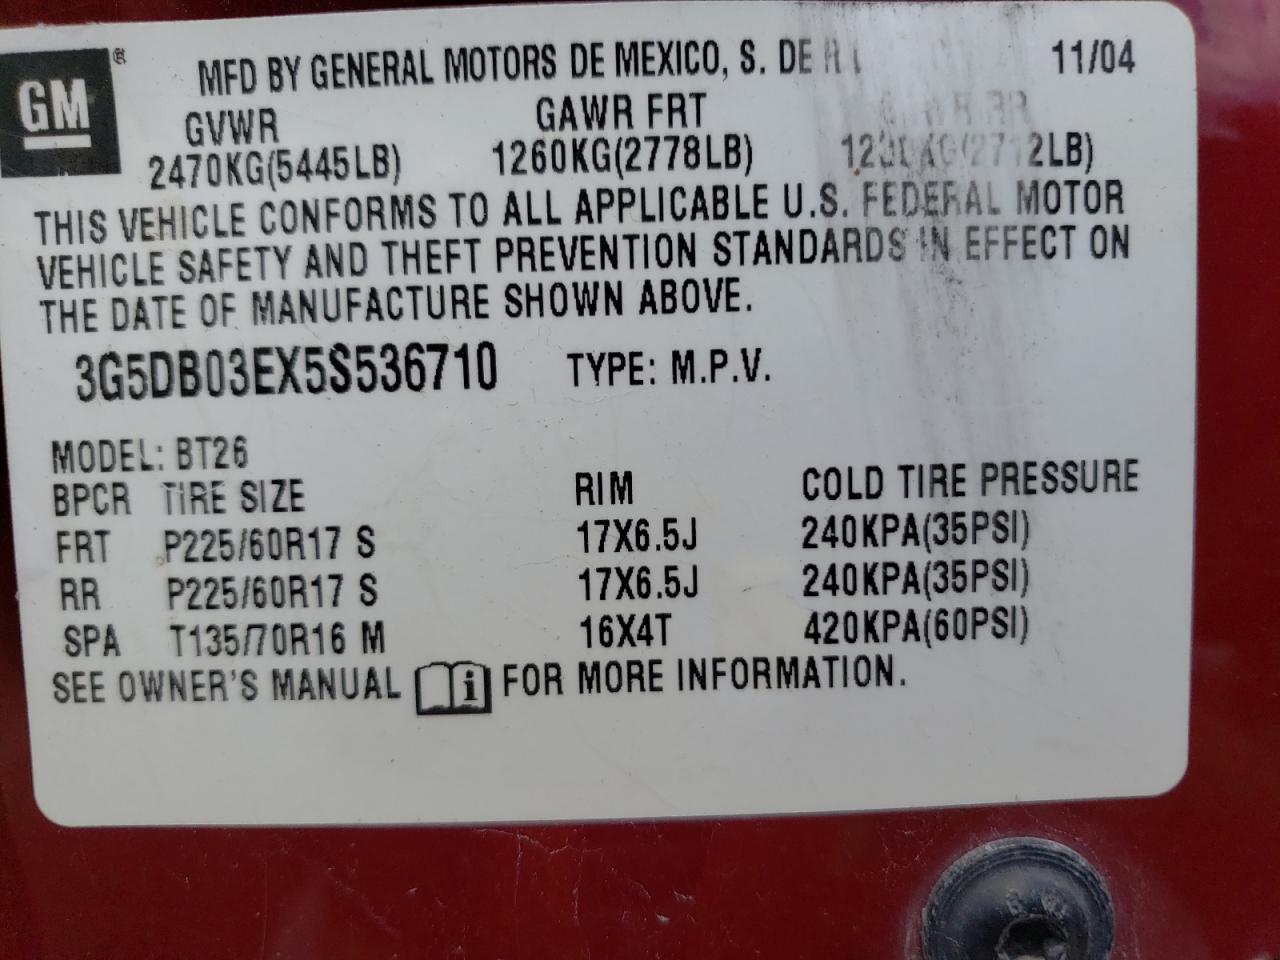 GM ®
MFD BY GENERAL MOTORS DE MEXICO, S. DE 11/04
GVWR GAWR FRT RR
2470KG(5445LB) 1260KG(2778LB)
THIS VEHICLE CONFORMS TO ALL APPLICABLE U.S. FEDERAL MOTOR
VEHICLE SAFETY AND THEFT PREVENTION STANDARDS IN EFFECT ON
THE DATE OF MANUFACTURE SHOWN ABOVE.
3G5DB03EX5S536710 TYPE: M.P.V.
MODEL: BT26
BPCR TIRE SIZE RIM COLD TIRE PRESSURE
FRT P225/60R17 S 17X6.5J 240KPA(35PSI)
RR P225/60R17 S 17X6.5J 240KPA(35PSI)
SPA T135/70R16 M 16X4T 420KPA(60PSI)
SEE OWNER'S MANUAL i FOR MORE INFORMATION.